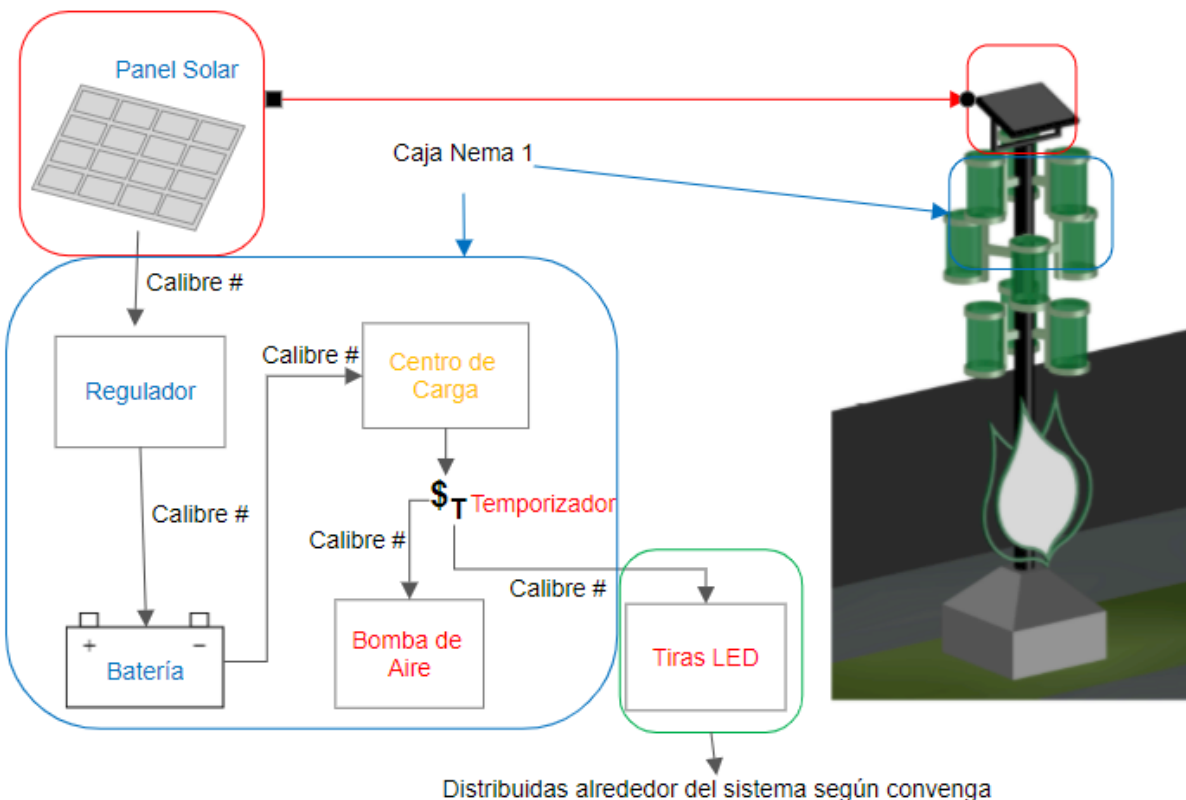 Panel Solar
Caja Nema 1
Calibre #
Regulador
Calibre #
Centro de
Carga
$T Temporizador
Calibre #
Calibre #
Calibre #
+ −
Batería
Bomba de
Aire
Tiras LED
Distribuidas alrededor del sistema según convenga